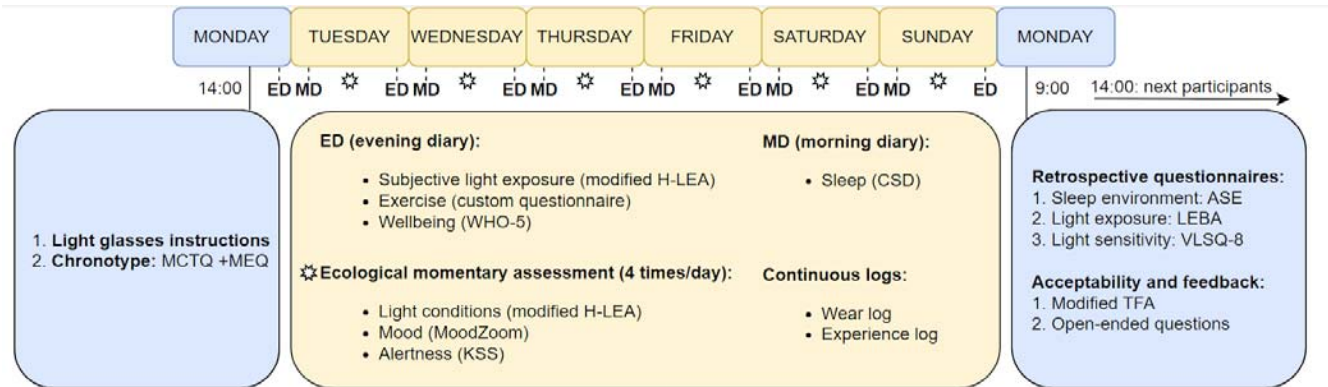 MONDAY TUESDAY WEDNESDAY THURSDAY FRIDAY SATURDAY SUNDAY MONDAY
14:00 ED MD ED MD ED MD ED MD ED MD ED MD ED 9:00 14:00: next participants
1. Light glasses instructions
2. Chronotype: MCTQ +MEQ
ED (evening diary):
• Subjective light exposure (modified H-LEA)
• Exercise (custom questionnaire)
• Wellbeing (WHO-5)
MD (morning diary):
• Sleep (CSD)
Ecological momentary assessment (4 times/day):
• Light conditions (modified H-LEA)
• Mood (MoodZoom)
• Alertness (KSS)
Continuous logs:
• Wear log
• Experience log
Retrospective questionnaires:
1. Sleep environment: ASE
2. Light exposure: LEBA
3. Light sensitivity: VLSQ-8
Acceptability and feedback:
1. Modified TFA
2. Open-ended questions